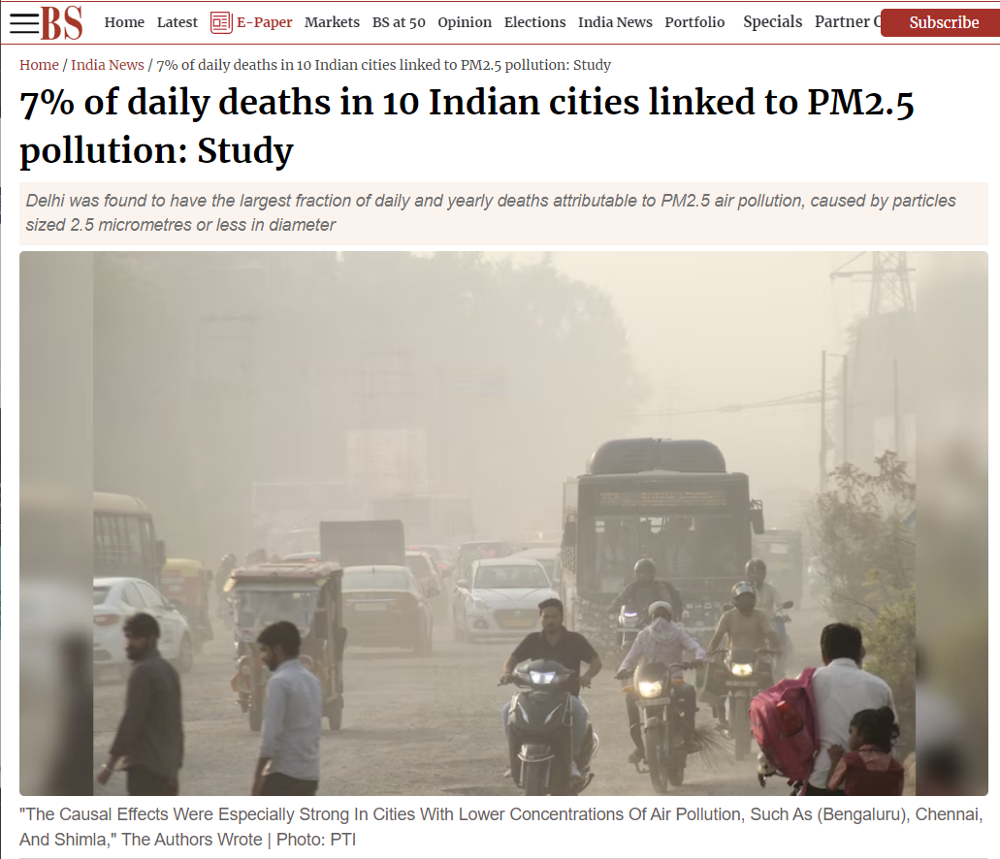 BS Home Latest E-Paper Markets BS at 50 Opinion Elections India News Portfolio Specials Partner C Subscribe
Home / India News / 7% of daily deaths in 10 Indian cities linked to PM2.5 pollution: Study
7% of daily deaths in 10 Indian cities linked to PM2.5
pollution: Study
Delhi was found to have the largest fraction of daily and yearly deaths attributable to PM2.5 air pollution, caused by particles
sized 2.5 micrometres or less in diameter
"The Causal Effects Were Especially Strong In Cities With Lower Concentrations Of Air Pollution, Such As (Bengaluru), Chennai,
And Shimla," The Authors Wrote | Photo: PTI